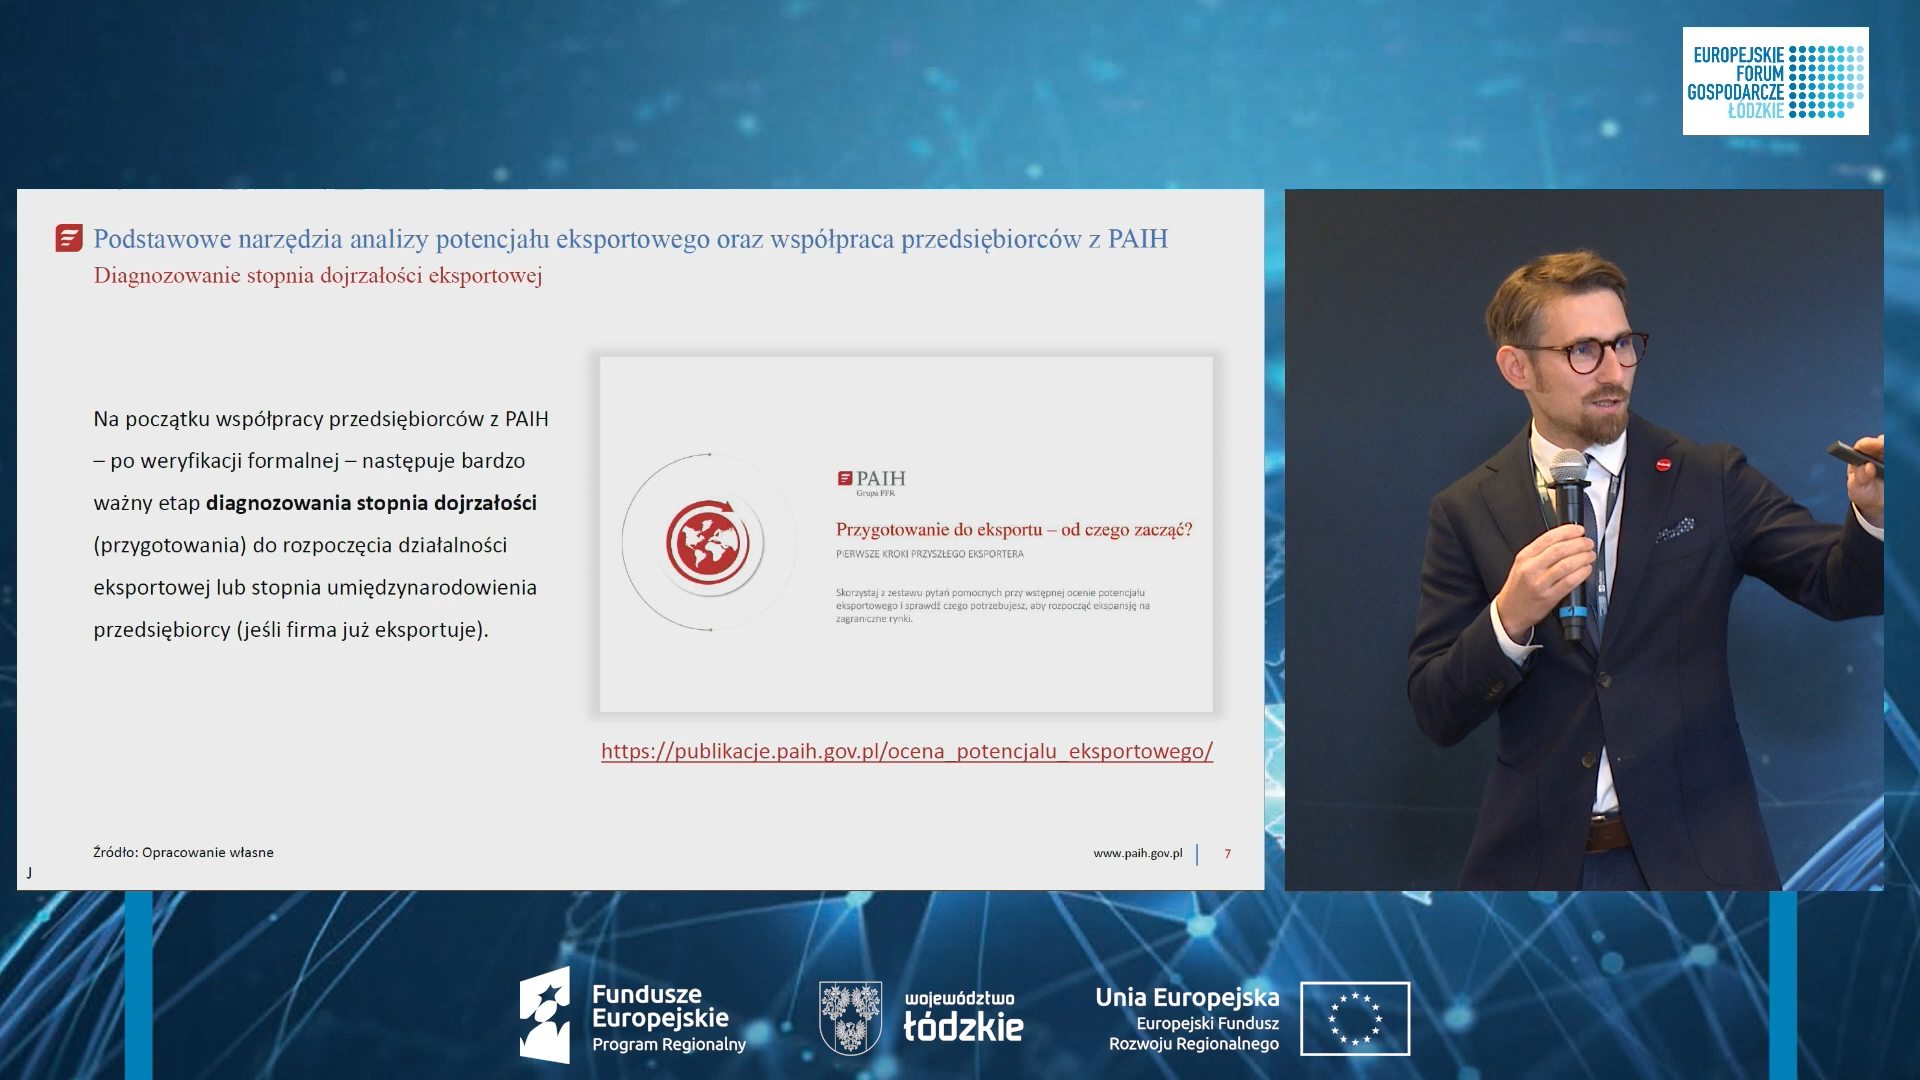 EUROPEJSKIE
FORUM
GOSPODARCZE
ŁÓDZKIE
Podstawowe narzędzia analizy potencjału eksportowego oraz współpraca przedsiębiorców z PAIH
Diagnozowanie stopnia dojrzałości eksportowej
Na początku współpracy przedsiębiorców z PAIH
– po weryfikacji formalnej – następuje bardzo
ważny etap diagnozowania stopnia dojrzałości
(przygotowania) do rozpoczęcia działalności
eksportowej lub stopnia umiędzynarodowienia
przedsiębiorcy (jeśli firma już eksportuje).
PAIH
Grupa PFR
Przygotowanie do eksportu – od czego zacząć?
PIERWSZE KROKI PRZYSZŁEGO EKSPORTERA
Skorzystaj z zestawu pytań pomocnych przy wstępnej ocenie potencjału
eksportowego i sprawdź czego potrzebujesz, aby rozpocząć ekspansję na
zagraniczne rynki.
https://publikacje.paih.gov.pl/ocena_potencjalu_eksportowego/
Źródło: Opracowanie własne
www.paih.gov.pl
7
J
Fundusze
Europejskie
Program Regionalny
województwo
łódzkie
Unia Europejska
Europejski Fundusz
Rozwoju Regionalnego